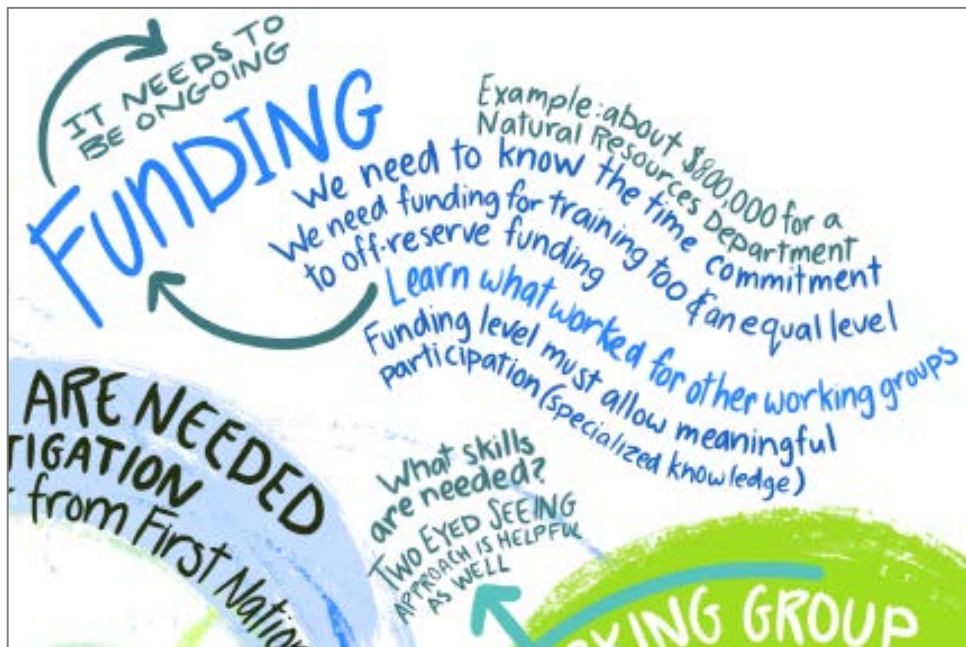 IT NEEDS TO
BE ONGOING
FUNDING
Example: about $800,000 for a
Natural Resources Department
We need to know the time commitment
We need funding for training too & an equal level
to off-reserve funding
Learn what worked for other working groups
Funding level must allow meaningful
participation (specialized knowledge)
ARE NEEDED
from First
What skills
are needed?
TWO EYED SEEING
APPROACH IS HELPFUL
AS WELL
GROUP